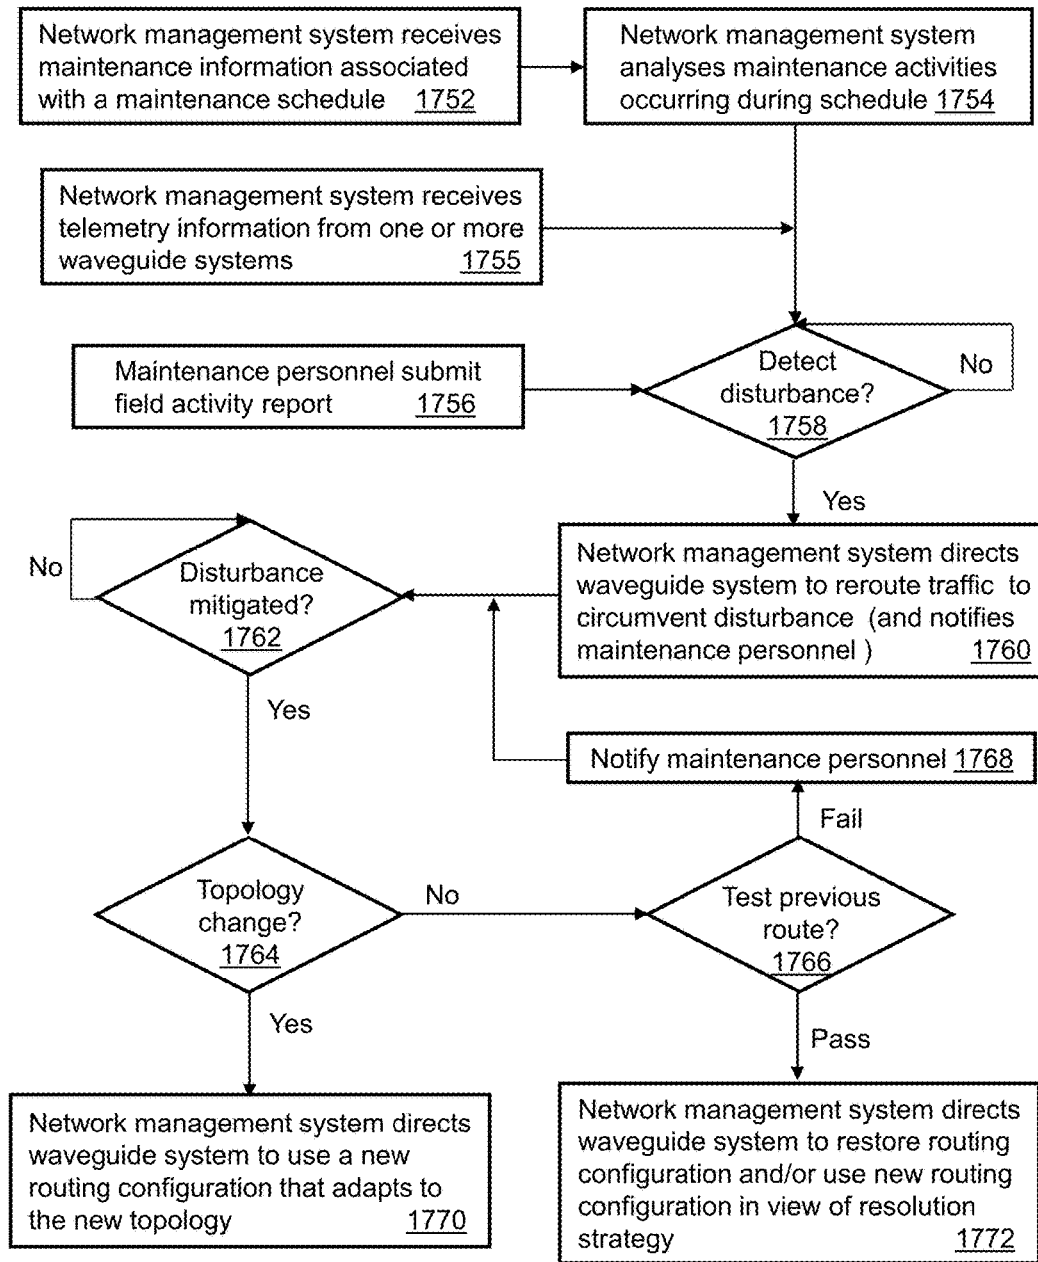 Network management system receives
maintenance information associated
with a maintenance schedule 1752
Network management system
analyses maintenance activities
occurring during schedule 1754
Network management system receives
telemetry information from one or more
waveguide systems 1755
Maintenance personnel submit
field activity report 1756
Detect
disturbance?
1758
No
Yes
Network management system directs
waveguide system to reroute traffic to
circumvent disturbance (and notifies
maintenance personnel ) 1760
No
Disturbance
mitigated?
1762
Yes
Notify maintenance personnel 1768
Fail
Topology
change?
1764
No
Test previous
route?
1766
Yes
Pass
Network management system directs
waveguide system to use a new
routing configuration that adapts to
the new topology 1770
Network management system directs
waveguide system to restore routing
configuration and/or use new routing
configuration in view of resolution
strategy 1772